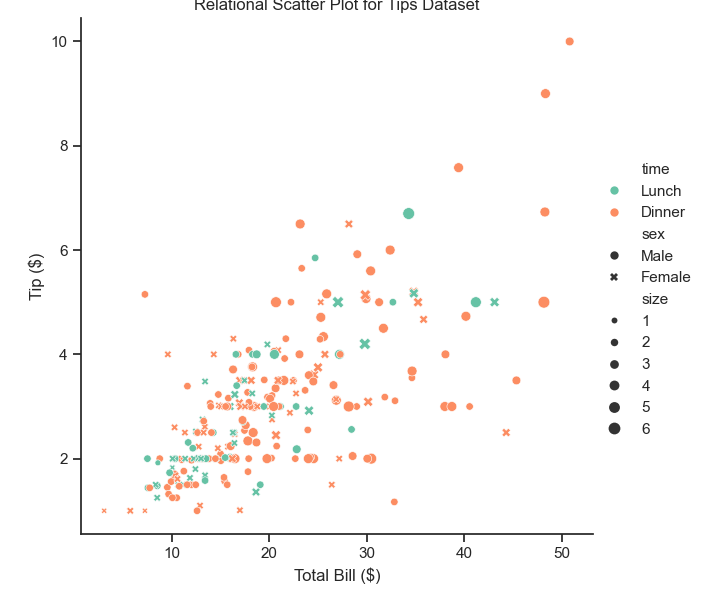 Relational Scatter Plot for Tips Dataset
10
8
6
4
2
Tip ($)
10
20
30
40
50
Total Bill ($)
time
Lunch
Dinner
sex
Male
Female
size
1
2
3
4
5
6